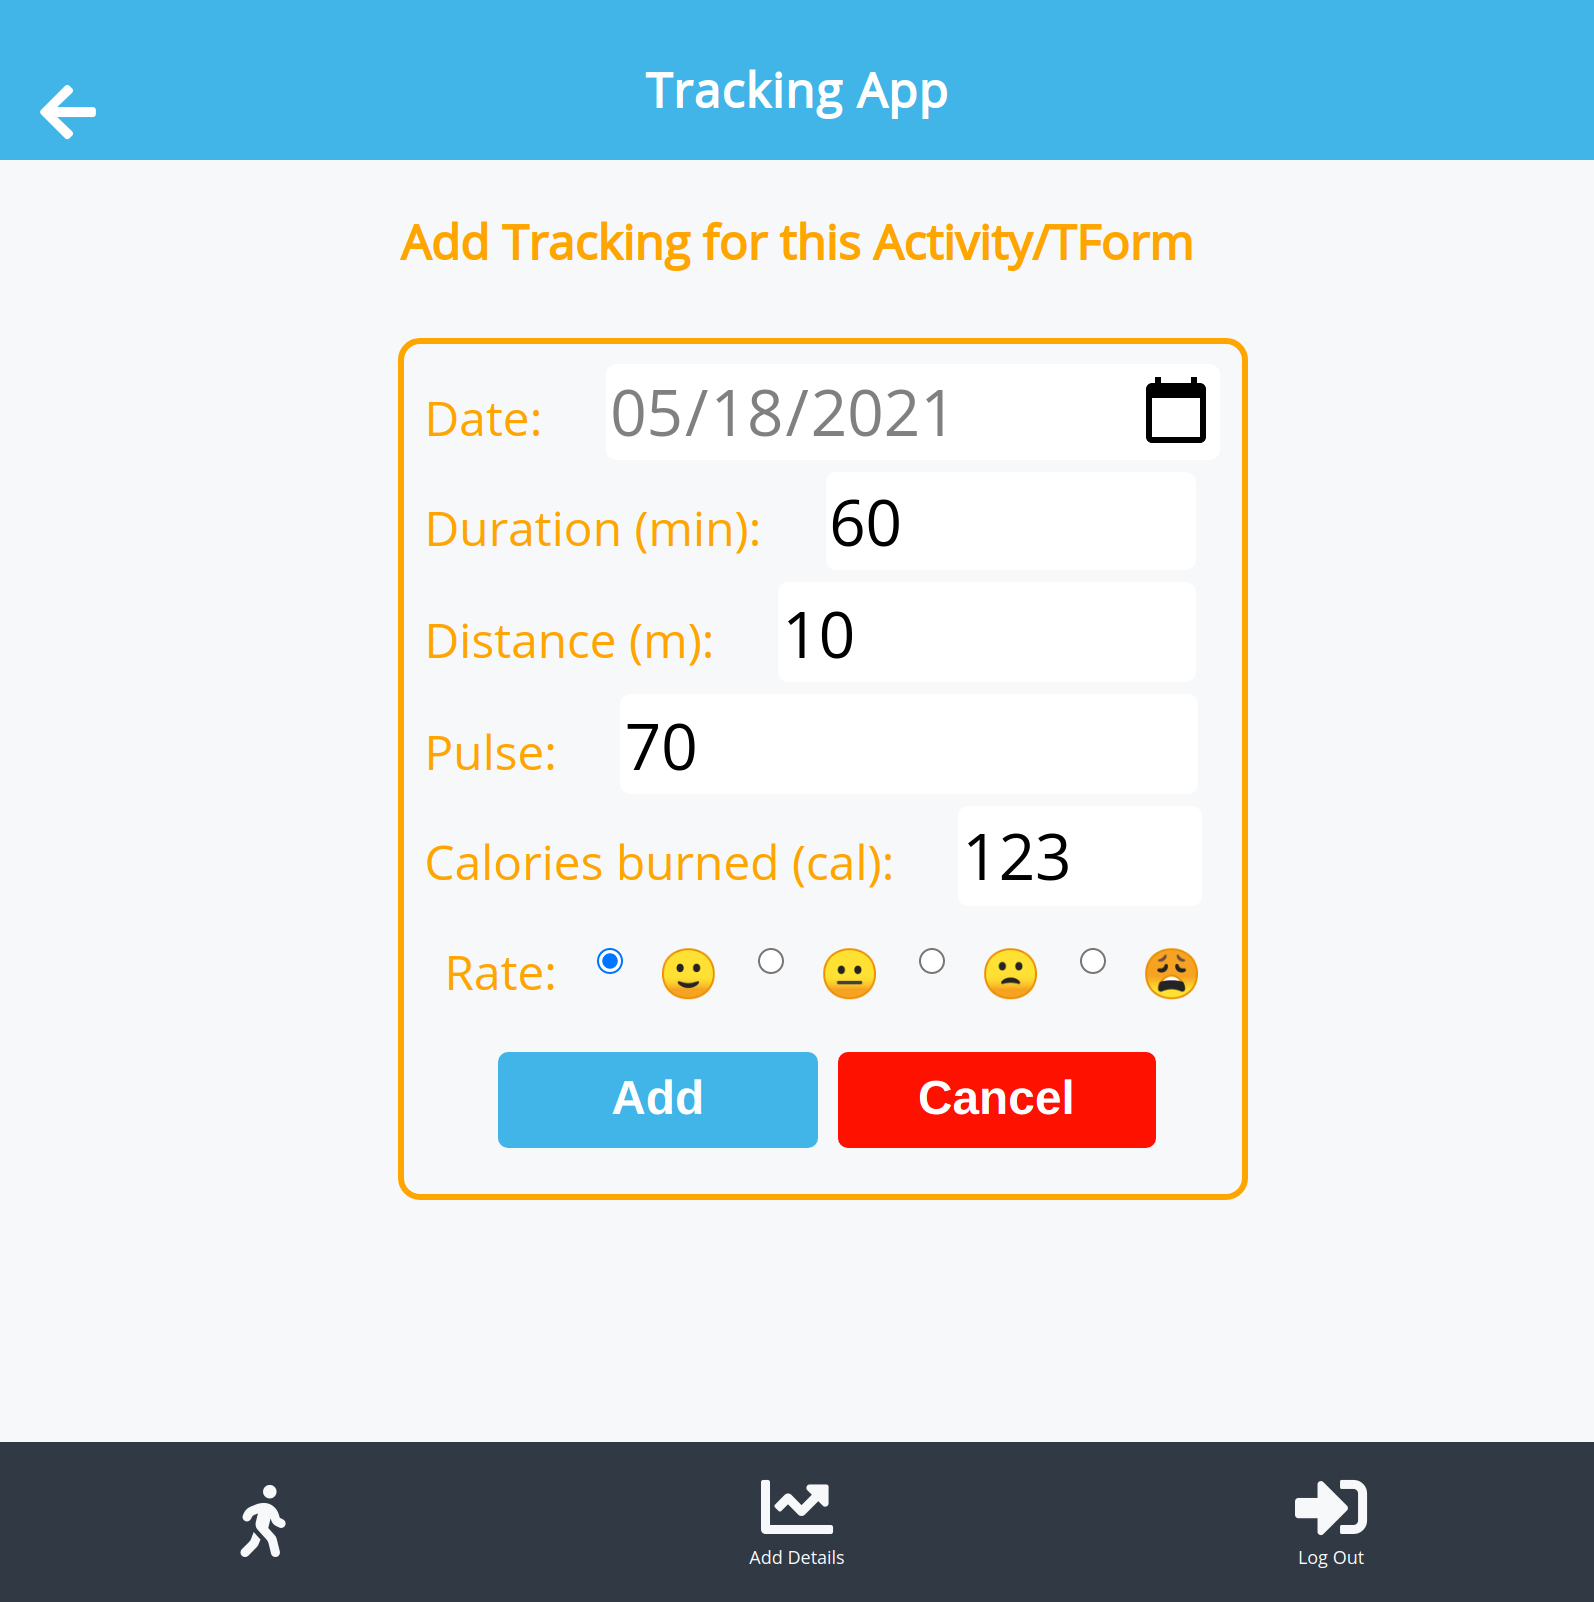 Tracking App
Add Tracking for this Activity/TForm
Date: 05/18/2021
Duration (min): 60
Distance (m): 10
Pulse: 70
Calories burned (cal): 123
Rate:
Add Cancel
Add Details Log Out